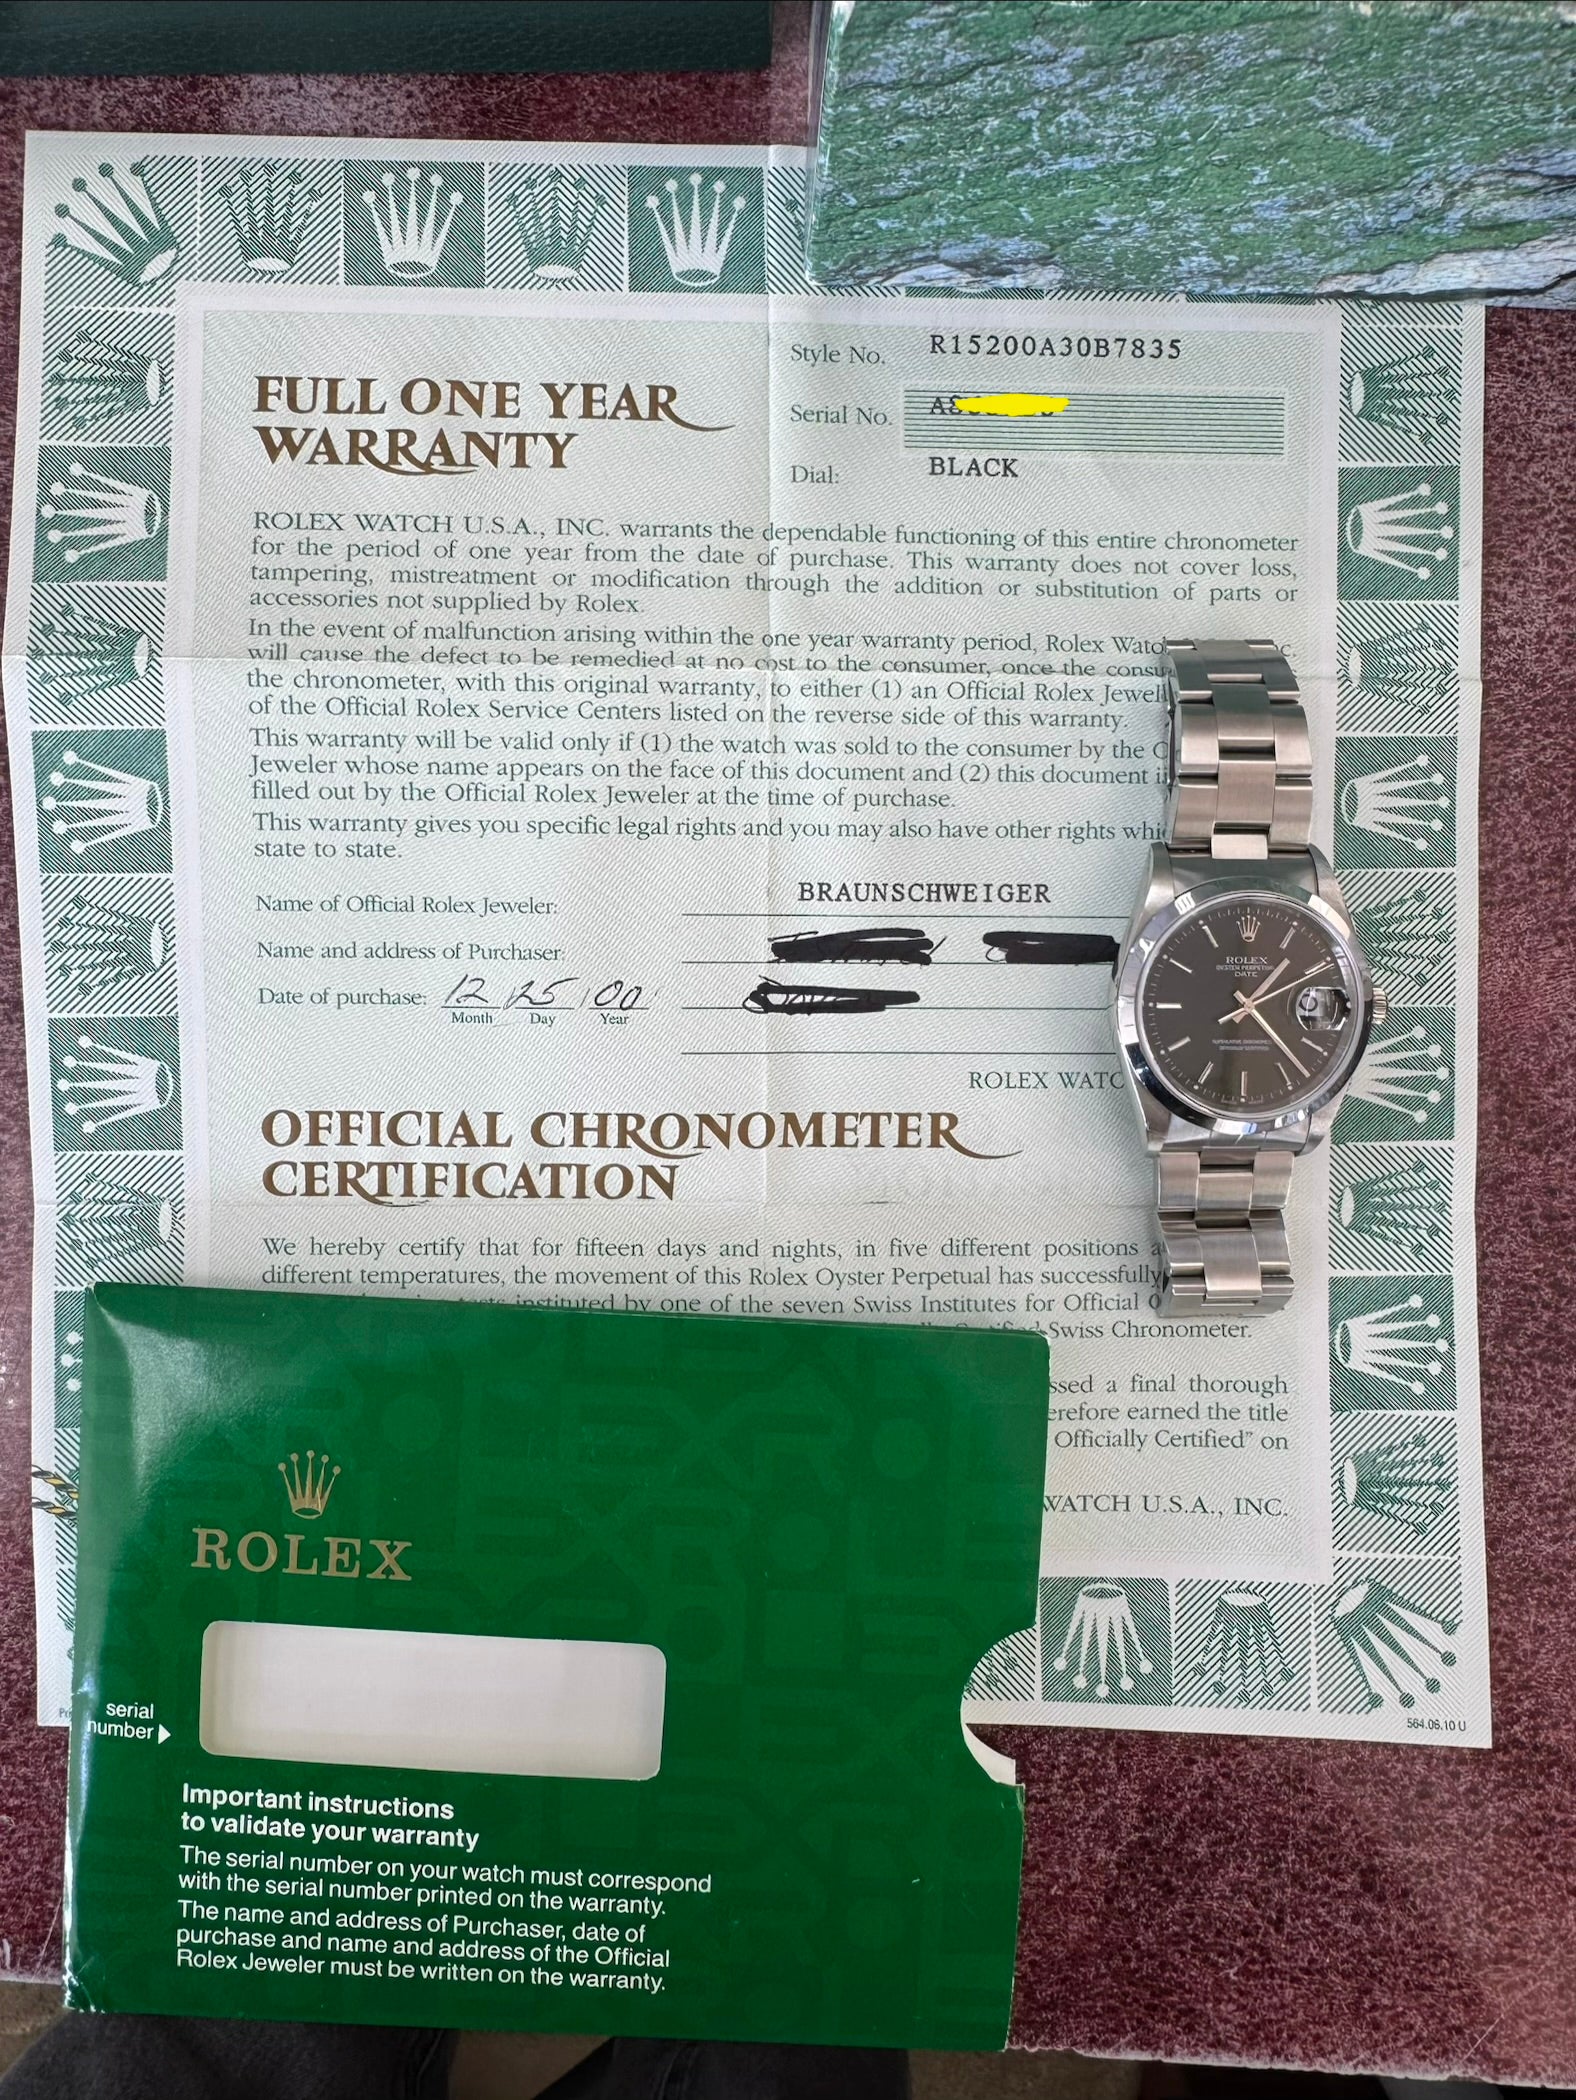 Style No. R15200A30B7835
FULL ONE YEAR
WARRANTY
Serial No.
Dial: BLACK
ROLEX WATCH U.S.A., INC. warrants the dependable functioning of this entire chronometer
for the period of one year from the date of purchase. This warranty does not cover loss,
tampering, mistreatment or modification through the addition or substitution of parts or
accessories not supplied by Rolex.
In the event of malfunction arising within the one year warranty period, Rolex Watc
will cause the defect to be remedied at no cost to the consumer, once the consu
the chronometer, with this original warranty, to either (1) an Official Rolex Jewel
of the Official Rolex Service Centers listed on the reverse side of this warranty.
This warranty will be valid only if (1) the watch was sold to the consumer by the O
Jeweler whose name appears on the face of this document and (2) this document i
filled out by the Official Rolex Jeweler at the time of purchase.
This warranty gives you specific legal rights and you may also have other rights whi
state to state.
Name of Official Rolex Jeweler: BRAUNSCHWEIGER
Name and address of Purchaser:
Date of purchase: 12 25 00
Month Day Year
ROLEX WATC
ROLEX
OYSTER PERPETUAL
DATE
OFFICIAL CHRONOMETER
CERTIFICATION
We hereby certify that for fifteen days and nights, in five different positions a
different temperatures, the movement of this Rolex Oyster Perpetual has successfully
instituted by one of the seven Swiss Institutes for Official
Swiss Chronometer.
ssed a final thorough
erefore earned the title
Officially Certified" on
WATCH U.S.A., INC.
564.06.10 U
ROLEX
serial
number
Important instructions
to validate your warranty
The serial number on your watch must correspond
with the serial number printed on the warranty.
The name and address of Purchaser, date of
purchase and name and address of the Official
Rolex Jeweler must be written on the warranty.